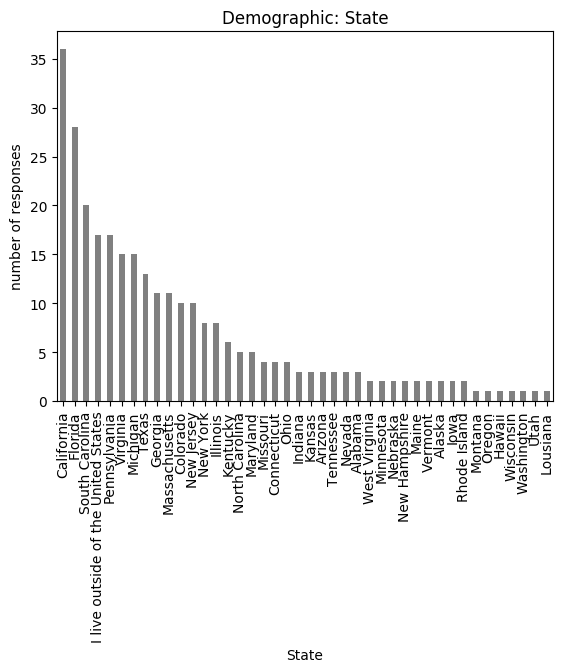 Demographic: State
number of responses
35
30
25
20
15
10
5
0
California
Florida
South Carolina
I live outside of the United States
Pennsylvania
Virginia
Michigan
Texas
Georgia
Massachusetts
Colorado
New Jersey
New York
Illinois
Kentucky
North Carolina
Maryland
Missouri
Connecticut
Ohio
Indiana
Kansas
Arizona
Tennessee
Nevada
Alabama
West Virginia
Minnesota
Nebraska
New Hampshire
Maine
Vermont
Alaska
Iowa
Rhode Island
Montana
Oregon
Hawaii
Wisconsin
Washington
Utah
Lousiana
State